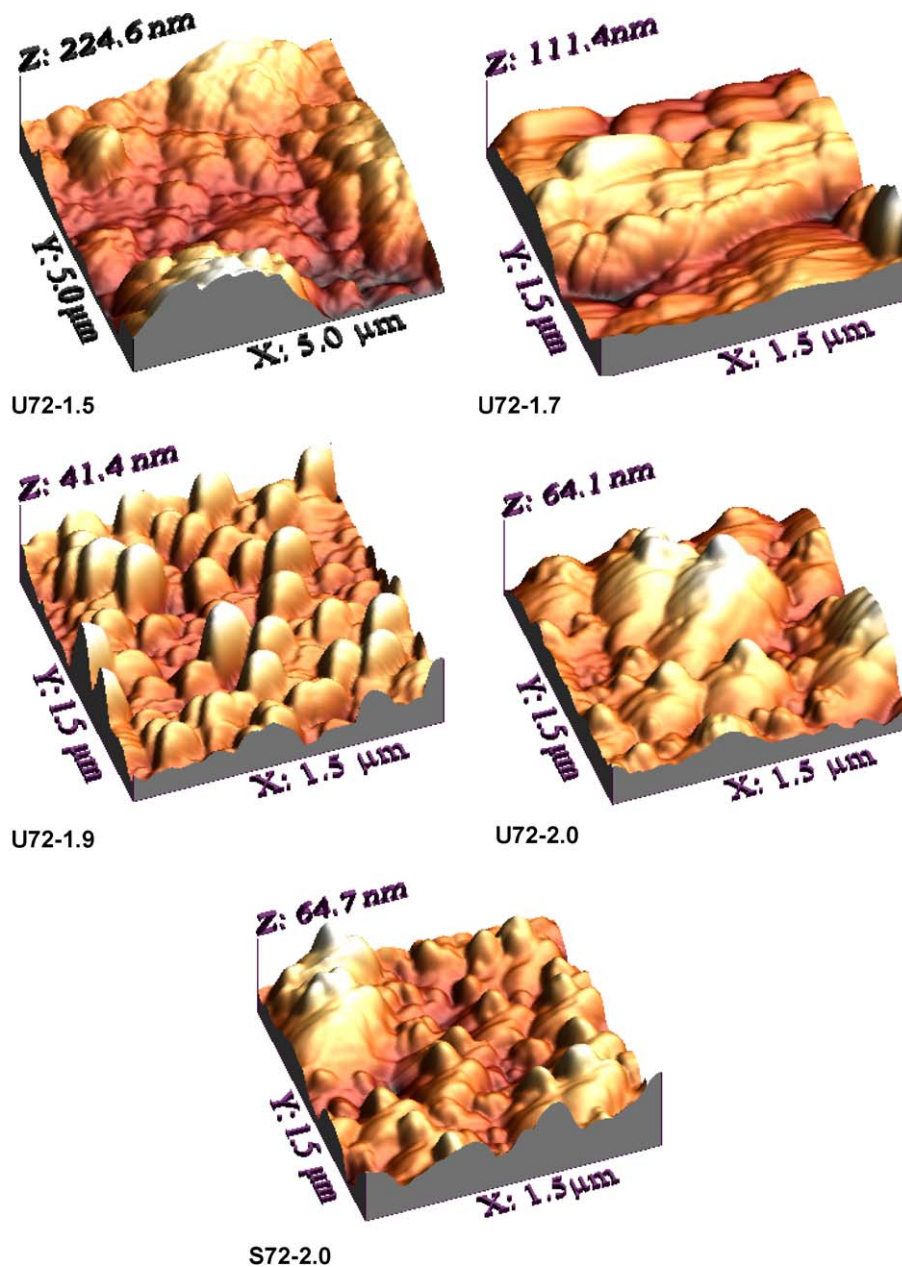 Z: 224.6 nm
Y: 5.0 µm
X: 5.0 µm
U72-1.5
Z: 111.4 nm
Y: 1.5 µm
X: 1.5 µm
U72-1.7
Z: 41.4 nm
Y: 1.5 µm
X: 1.5 µm
U72-1.9
Z: 64.1 nm
Y: 1.5 µm
X: 1.5 µm
U72-2.0
Z: 64.7 nm
Y: 1.5 µm
X: 1.5 µm
S72-2.0